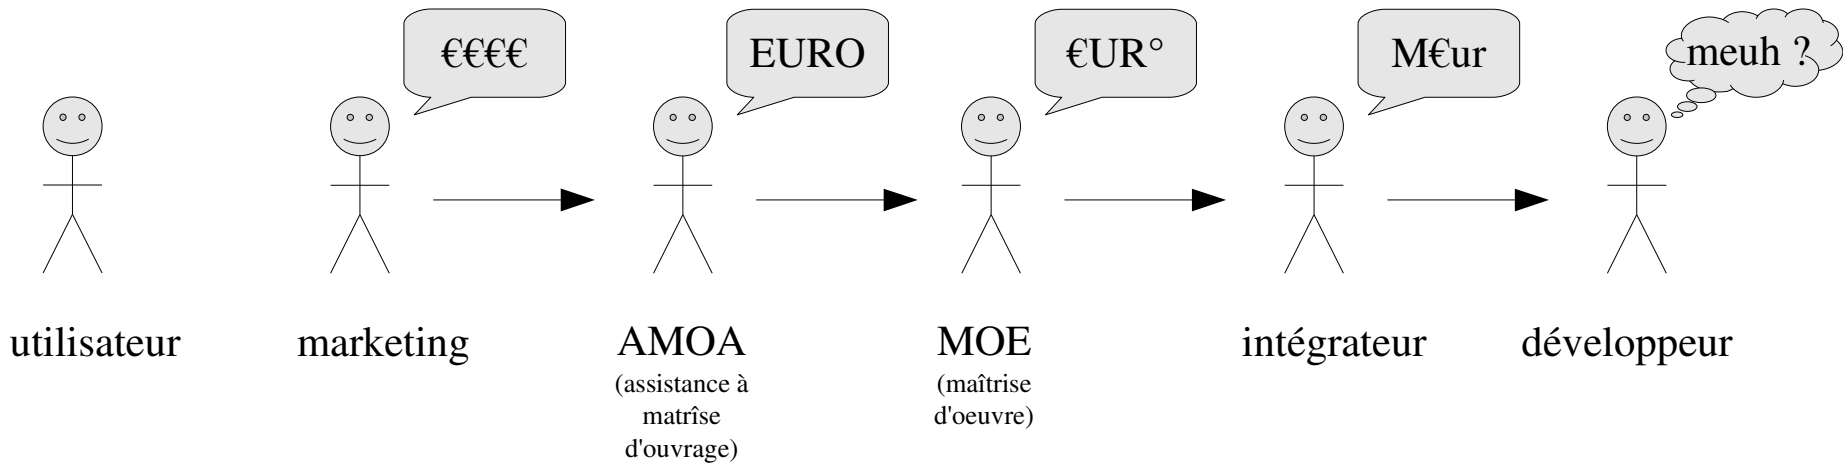 €€€€
EURO
€UR°
M€ur
meuh ?
utilisateur
marketing
AMOA
(assistance à
matrîse
d'ouvrage)
MOE
(maîtrise
d'oeuvre)
intégrateur
développeur